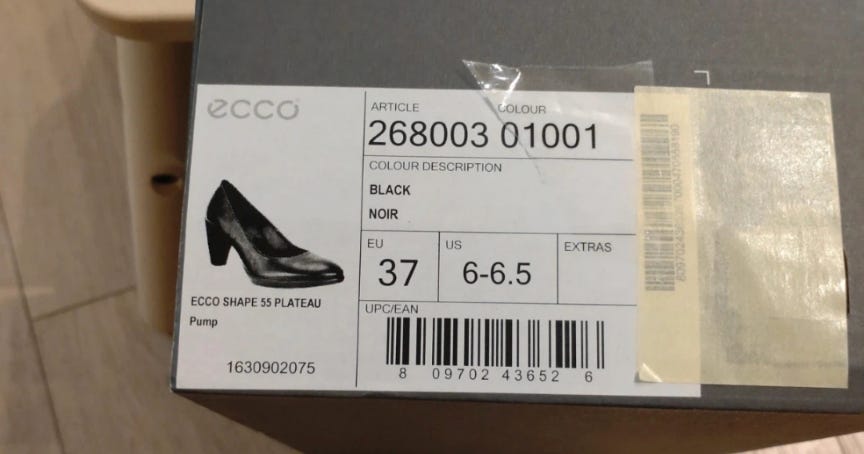 ecco
ARTICLE COLOUR
268003 01001
COLOUR DESCRIPTION
BLACK
NOIR
EU US EXTRAS
37 6-6.5
ECCO SHAPE 55 PLATEAU
Pump
1630902075
UPC/EAN
8 09702 43652 6